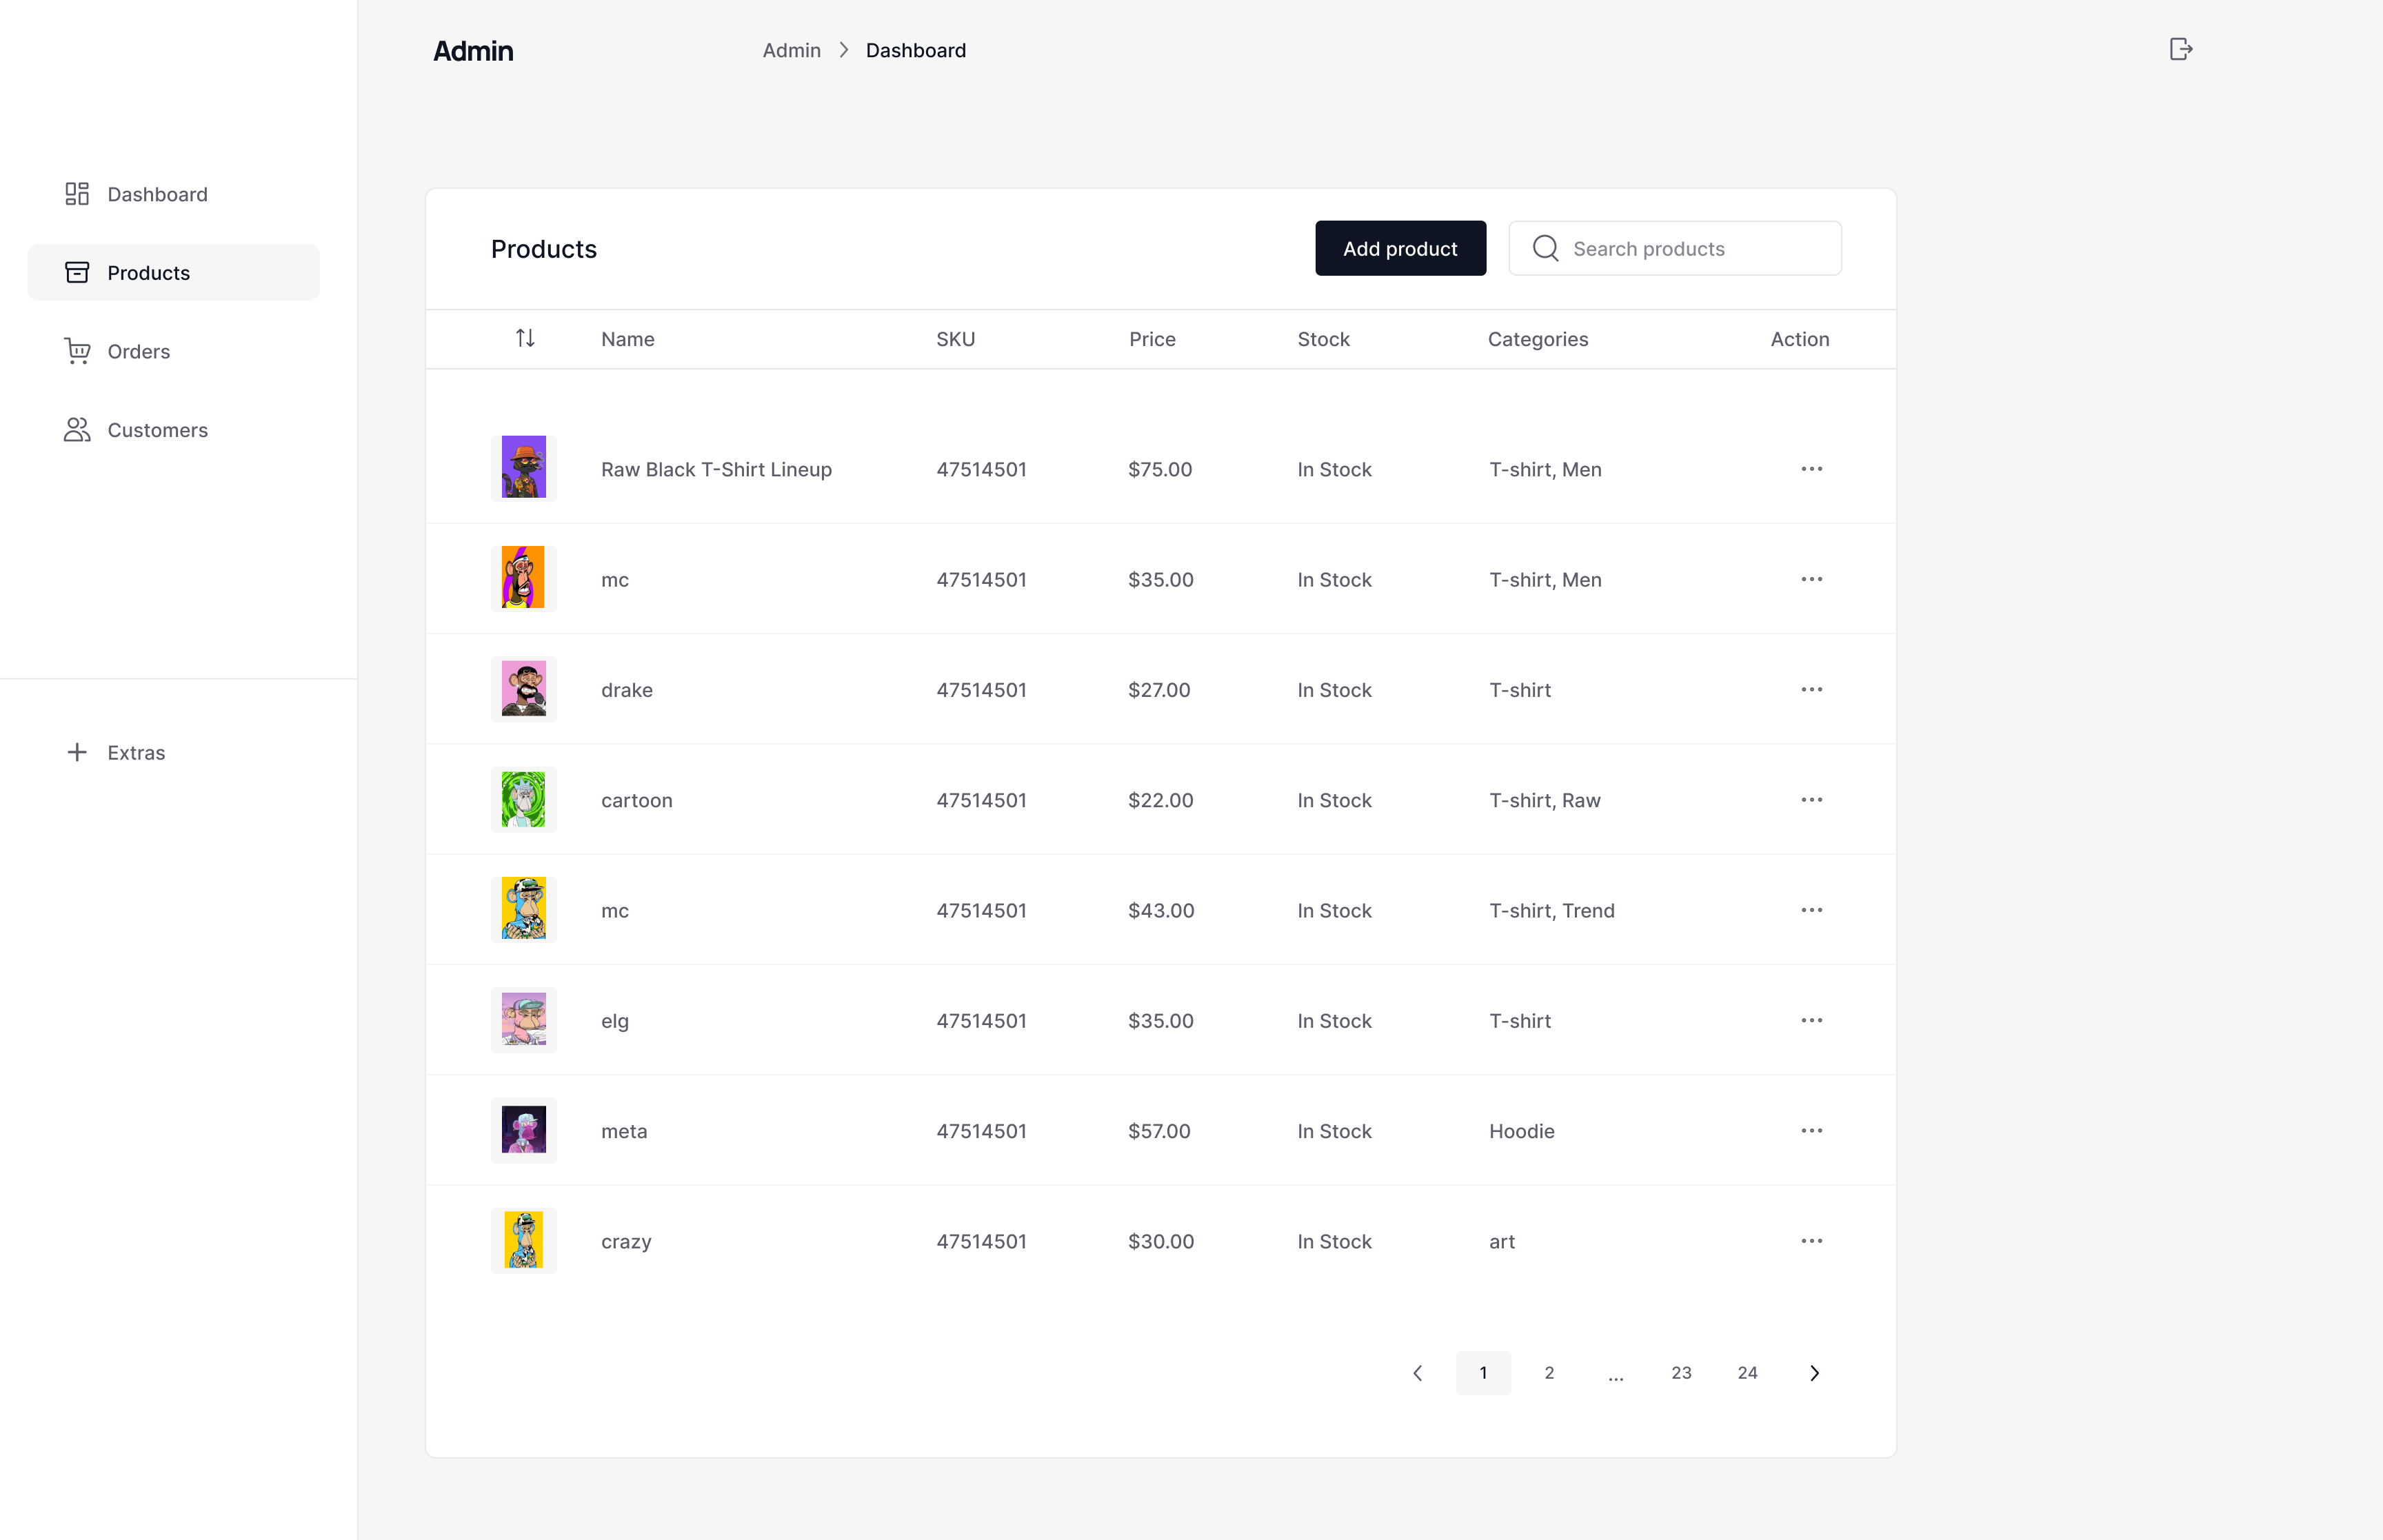 Admin
Admin > Dashboard
Dashboard
Products
Orders
Customers
Extras
Products
Add product
Search products
Name SKU Price Stock Categories Action
Raw Black T-Shirt Lineup 47514501 $75.00 In Stock T-shirt, Men
mc 47514501 $35.00 In Stock T-shirt, Men
drake 47514501 $27.00 In Stock T-shirt
cartoon 47514501 $22.00 In Stock T-shirt, Raw
mc 47514501 $43.00 In Stock T-shirt, Trend
elg 47514501 $35.00 In Stock T-shirt
meta 47514501 $57.00 In Stock Hoodie
crazy 47514501 $30.00 In Stock art
1 2 ... 23 24